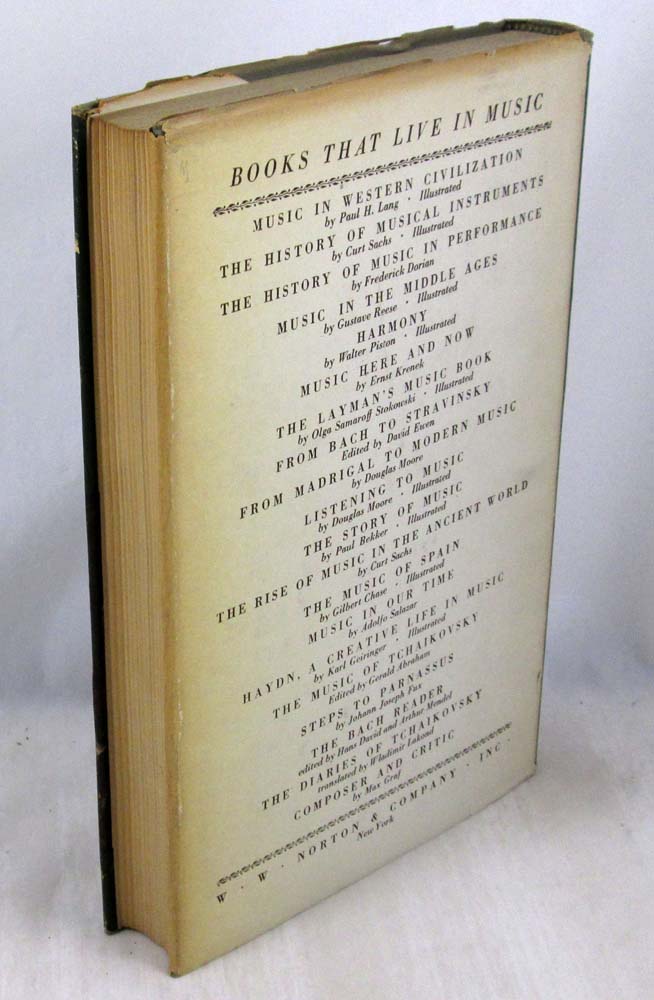 BOOKS THAT LIVE IN MUSIC
MUSIC IN WESTERN CIVILIZATION
by Paul H. Lang · Illustrated
THE HISTORY OF MUSICAL INSTRUMENTS
by Curt Sachs · Illustrated
THE HISTORY OF MUSIC IN PERFORMANCE
by Frederick Dorian
MUSIC IN THE MIDDLE AGES
by Gustave Reese · Illustrated
HARMONY
by Walter Piston · Illustrated
MUSIC HERE AND NOW
by Ernst Krenek
THE LAYMAN'S MUSIC BOOK
by Olga Samaroff Stokowski · Illustrated
FROM BACH TO STRAVINSKY
Edited by David Ewen
FROM MADRIGAL TO MODERN MUSIC
by Douglas Moore
LISTENING TO MUSIC
by Douglas Moore · Illustrated
THE STORY OF MUSIC
by Paul Bekker · Illustrated
THE RISE OF MUSIC IN THE ANCIENT WORLD
by Curt Sachs
THE MUSIC OF SPAIN
by Gilbert Chase · Illustrated
MUSIC IN OUR TIME
by Adolfo Salazar
HAYDN, A CREATIVE LIFE IN MUSIC
by Karl Geiringer · Illustrated
THE MUSIC OF TCHAIKOVSKY
Edited by Gerald Abraham
STEPS TO PARNASSUS
by Johann Joseph Fux
THE BACH READER
edited by Hans David and Arthur Mendel
THE DIARIES OF TCHAIKOVSKY
translated by Wladimir Lakond
COMPOSER AND CRITIC
by Max Graf
W · W · NORTON & COMPANY · INC ·
New York